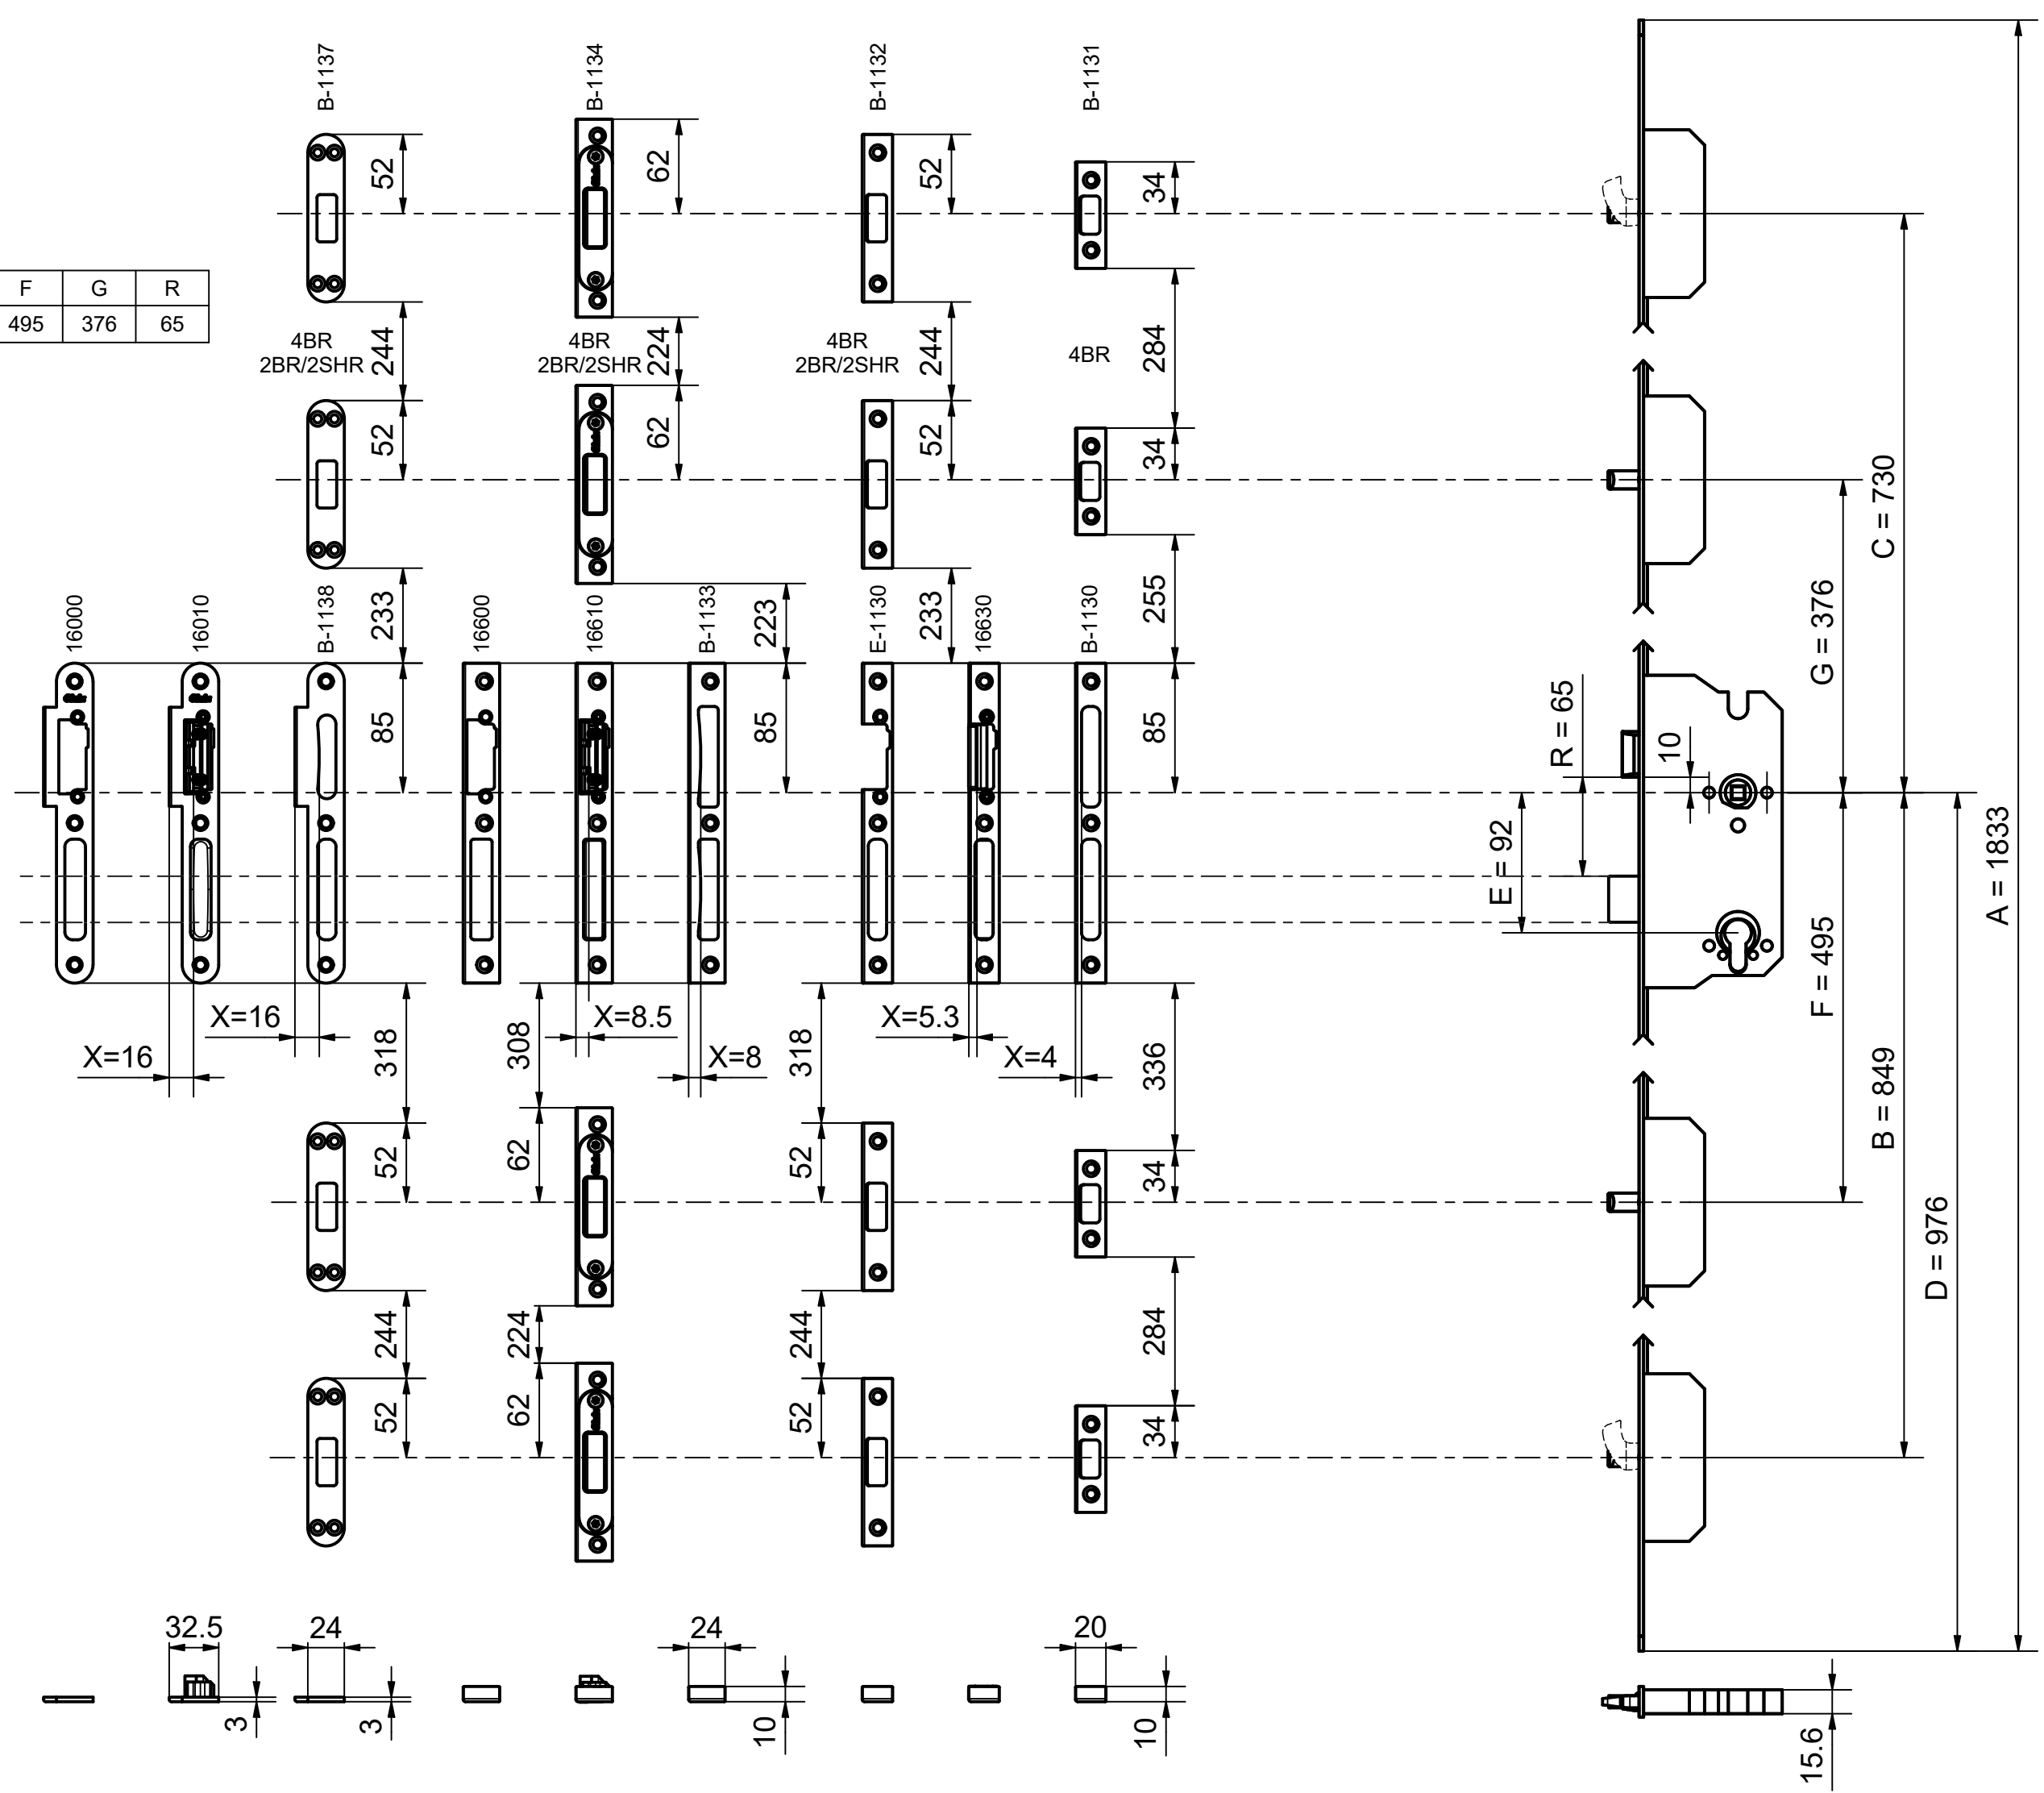 B-1137
B-1134
B-1132
B-1131
52
62
52
34
F G R
495 376 65
4BR
2BR/2SHR
244
4BR
2BR/2SHR
224
4BR
2BR/2SHR
244
4BR
284
52
62
52
34
C = 730
G = 376
16000
16010
B-1138
233
16600
16610
B-1133
223
E-1130
233
16630
B-1130
255
85
85
85
R = 65
10
E = 92
A = 1833
F = 495
X=16
X=16
318
308
X=8.5
X=8
318
X=5.3
X=4
336
B = 849
52
62
52
34
D = 976
244
224
244
284
52
62
52
34
32.5
24
24
20
3
3
10
10
15.6